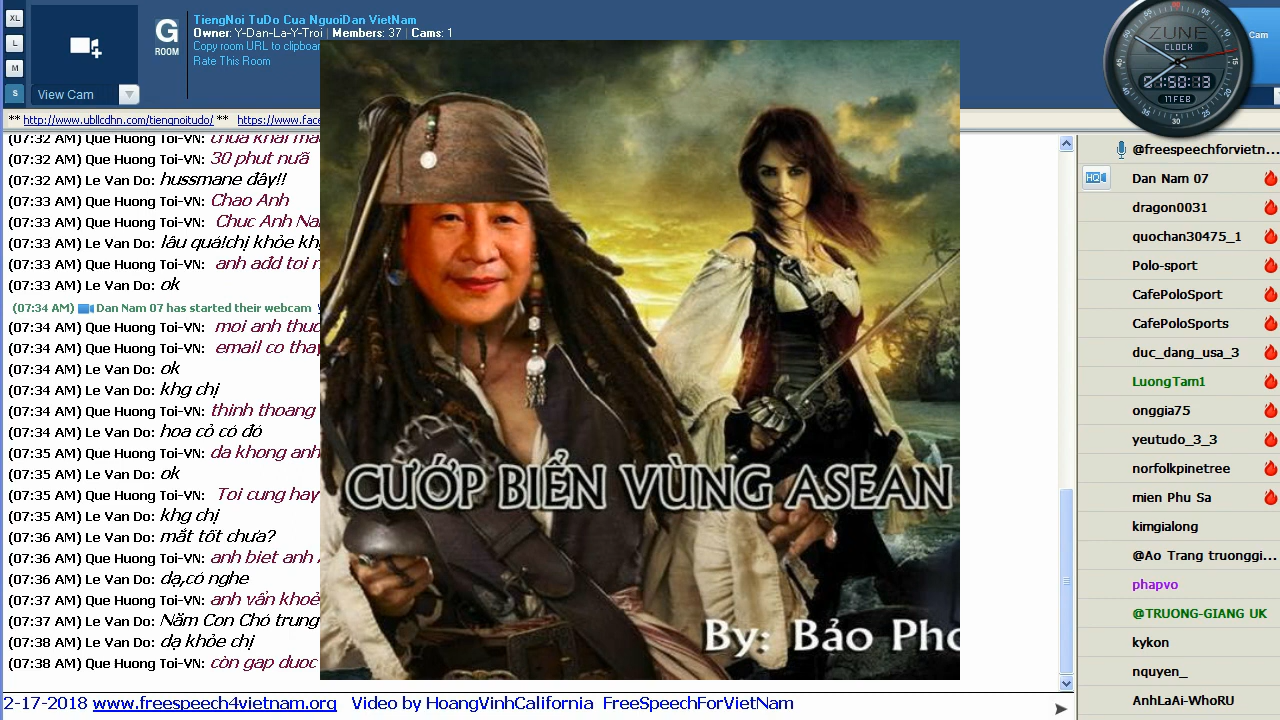 XL
L
M
S
View Cam
G
ROOM
TiengNoi TuDo Cua NguoiDan VietNam
Owner: Y-Dan-La-Y-Troi | Members: 37 | Cams: 1
Copy room URL to clipboar
Rate This Room
Cam
ZUNE
CLOCK
11FEB
** http://www.ubllcdhn.com/tiengnoitudo/ ** https://www.face
(07:32 AM) Que Huong Toi-VN:
(07:32 AM) Que Huong Toi-VN: 30 phut nuã
(07:32 AM) Le Van Do: hussmane đây!!
(07:33 AM) Que Huong Toi-VN: Chao Anh
(07:33 AM) Que Huong Toi-VN: Chuc Anh Na
(07:33 AM) Le Van Do: lâu quá!chị khỏe kh
(07:33 AM) Que Huong Toi-VN: anh ađd toi
(07:33 AM) Le Van Do: ok
(07:34 AM) Dan Nam 07 has started their webcam
(07:34 AM) Que Huong Toi-VN: moi anh thuo
(07:34 AM) Que Huong Toi-VN: email co thay
(07:34 AM) Le Van Do: ok
(07:34 AM) Le Van Do: khg chị
(07:34 AM) Que Huong Toi-VN: thinh thoang
(07:34 AM) Le Van Do: hoa cỏ có đó
(07:35 AM) Que Huong Toi-VN: da khong anh
(07:35 AM) Le Van Do: ok
(07:35 AM) Que Huong Toi-VN: Toi cung hay
(07:35 AM) Le Van Do: khg chị
(07:36 AM) Le Van Do: mắt tốt chưa?
(07:36 AM) Que Huong Toi-VN: anh biet anh
(07:36 AM) Le Van Do: dạ,có nghe
(07:37 AM) Que Huong Toi-VN: anh vẩn khoẻ
(07:37 AM) Le Van Do: Năm Con Chó trung
(07:38 AM) Le Van Do: dạ khỏe chị
(07:38 AM) Que Huong Toi-VN: còn gap duoc
CƯỚP BIỂN VÙNG ASEAN
By: Bảo Pho
@freespeechforvietn...
HQ
Dan Nam 07
dragon0031
quochan30475_1
Polo-sport
CafePoloSport
CafePoloSports
duc_dang_usa_3
LuongTam1
onggia75
yeutudo_3_3
norfolkpinetree
mien Phu Sa
kimgialong
@Ao Trang truonggi...
phapvo
@TRUONG-GIANG UK
kykon
nguyen_
AnhLaAi-WhoRU
2-17-2018 www.freespeech4vietnam.org Video by HoangVinhCalifornia FreeSpeechForVietNam